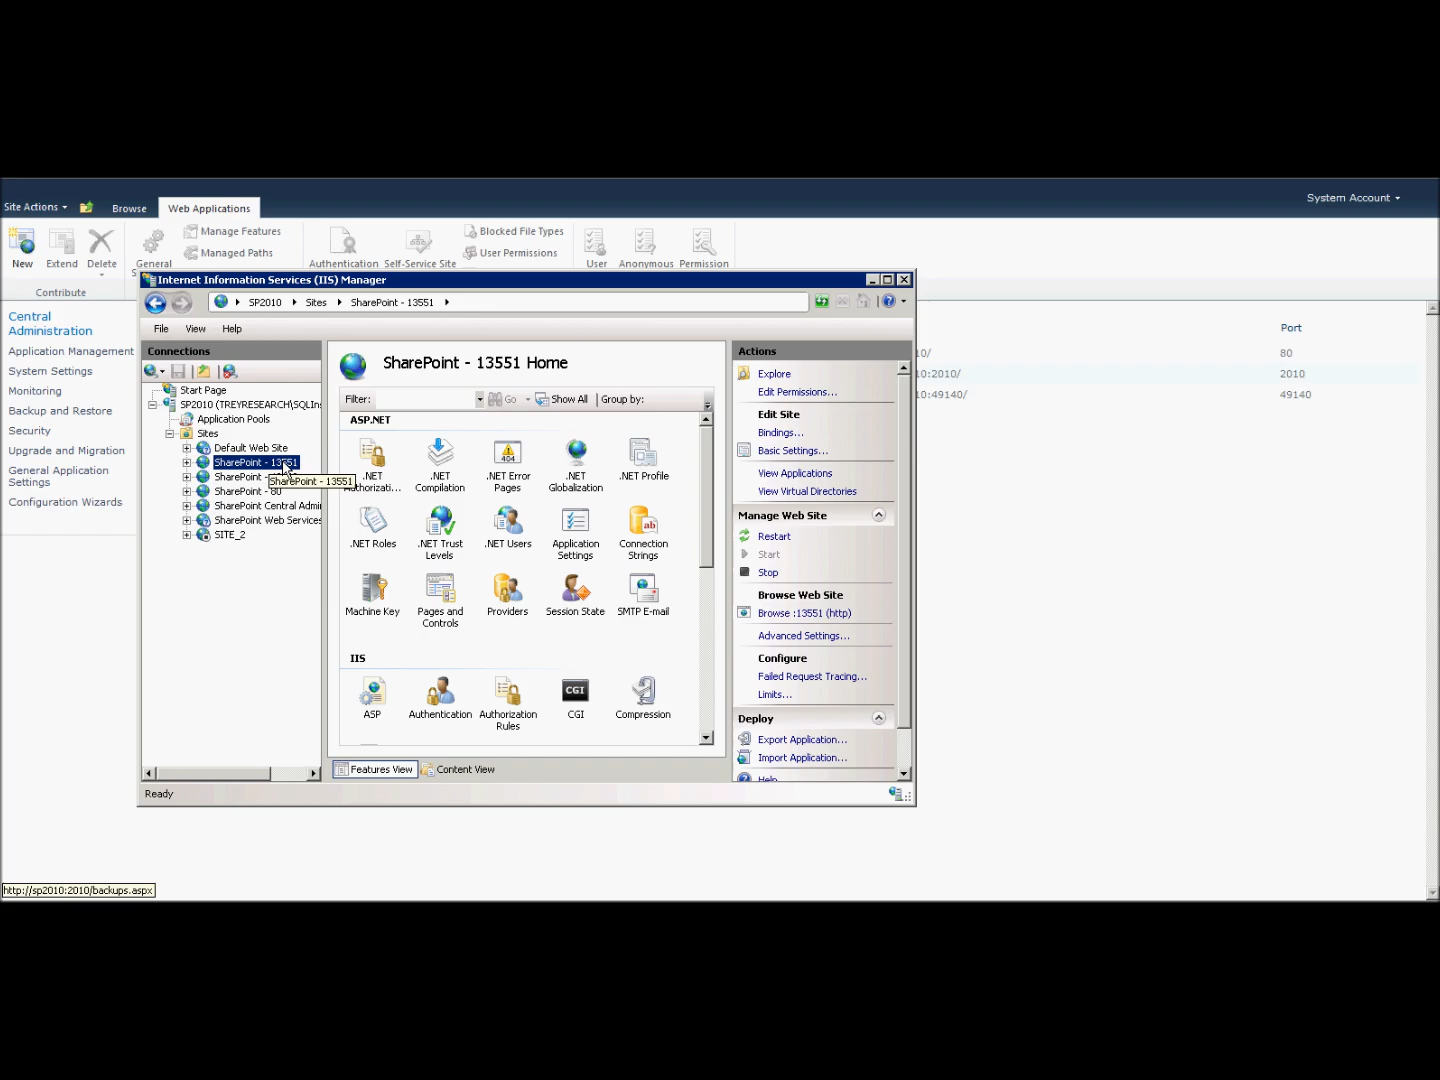 Site Actions
Browse
Web Applications
System Account
New
Extend
Delete
General
Manage Features
Managed Paths
Authentication
Self-Service Site
Blocked File Types
User Permissions
User
Anonymous
Permission
Contribute
Central
Administration
Application Management
System Settings
Monitoring
Backup and Restore
Security
Upgrade and Migration
General Application
Settings
Configuration Wizards
Port
80
10:2010/
2010
10:49140/
49140
Internet Information Services (IIS) Manager
SP2010
Sites
SharePoint - 13551
File
View
Help
Connections
Start Page
SP2010 (TREYRESEARCH\SQLIns
Application Pools
Sites
Default Web Site
SharePoint - 13551
SharePoint -
SharePoint - 13551
SharePoint - 80
SharePoint Central Admi
SharePoint Web Services
SITE_2
SharePoint - 13551 Home
Filter:
Go
Show All
Group by:
ASP.NET
.NET
Authorizati...
.NET
Compilation
.NET Error
Pages
.NET
Globalization
.NET Profile
.NET Roles
.NET Trust
Levels
.NET Users
Application
Settings
Connection
Strings
Machine Key
Pages and
Controls
Providers
Session State
SMTP E-mail
IIS
ASP
Authentication
Authorization
Rules
CGI
CGI
Compression
Features View
Content View
Actions
Explore
Edit Permissions...
Edit Site
Bindings...
Basic Settings...
View Applications
View Virtual Directories
Manage Web Site
Restart
Start
Stop
Browse Web Site
Browse :13551 (http)
Advanced Settings...
Configure
Failed Request Tracing...
Limits...
Deploy
Export Application...
Import Application...
Help
Ready
http://sp2010:2010/backups.aspx